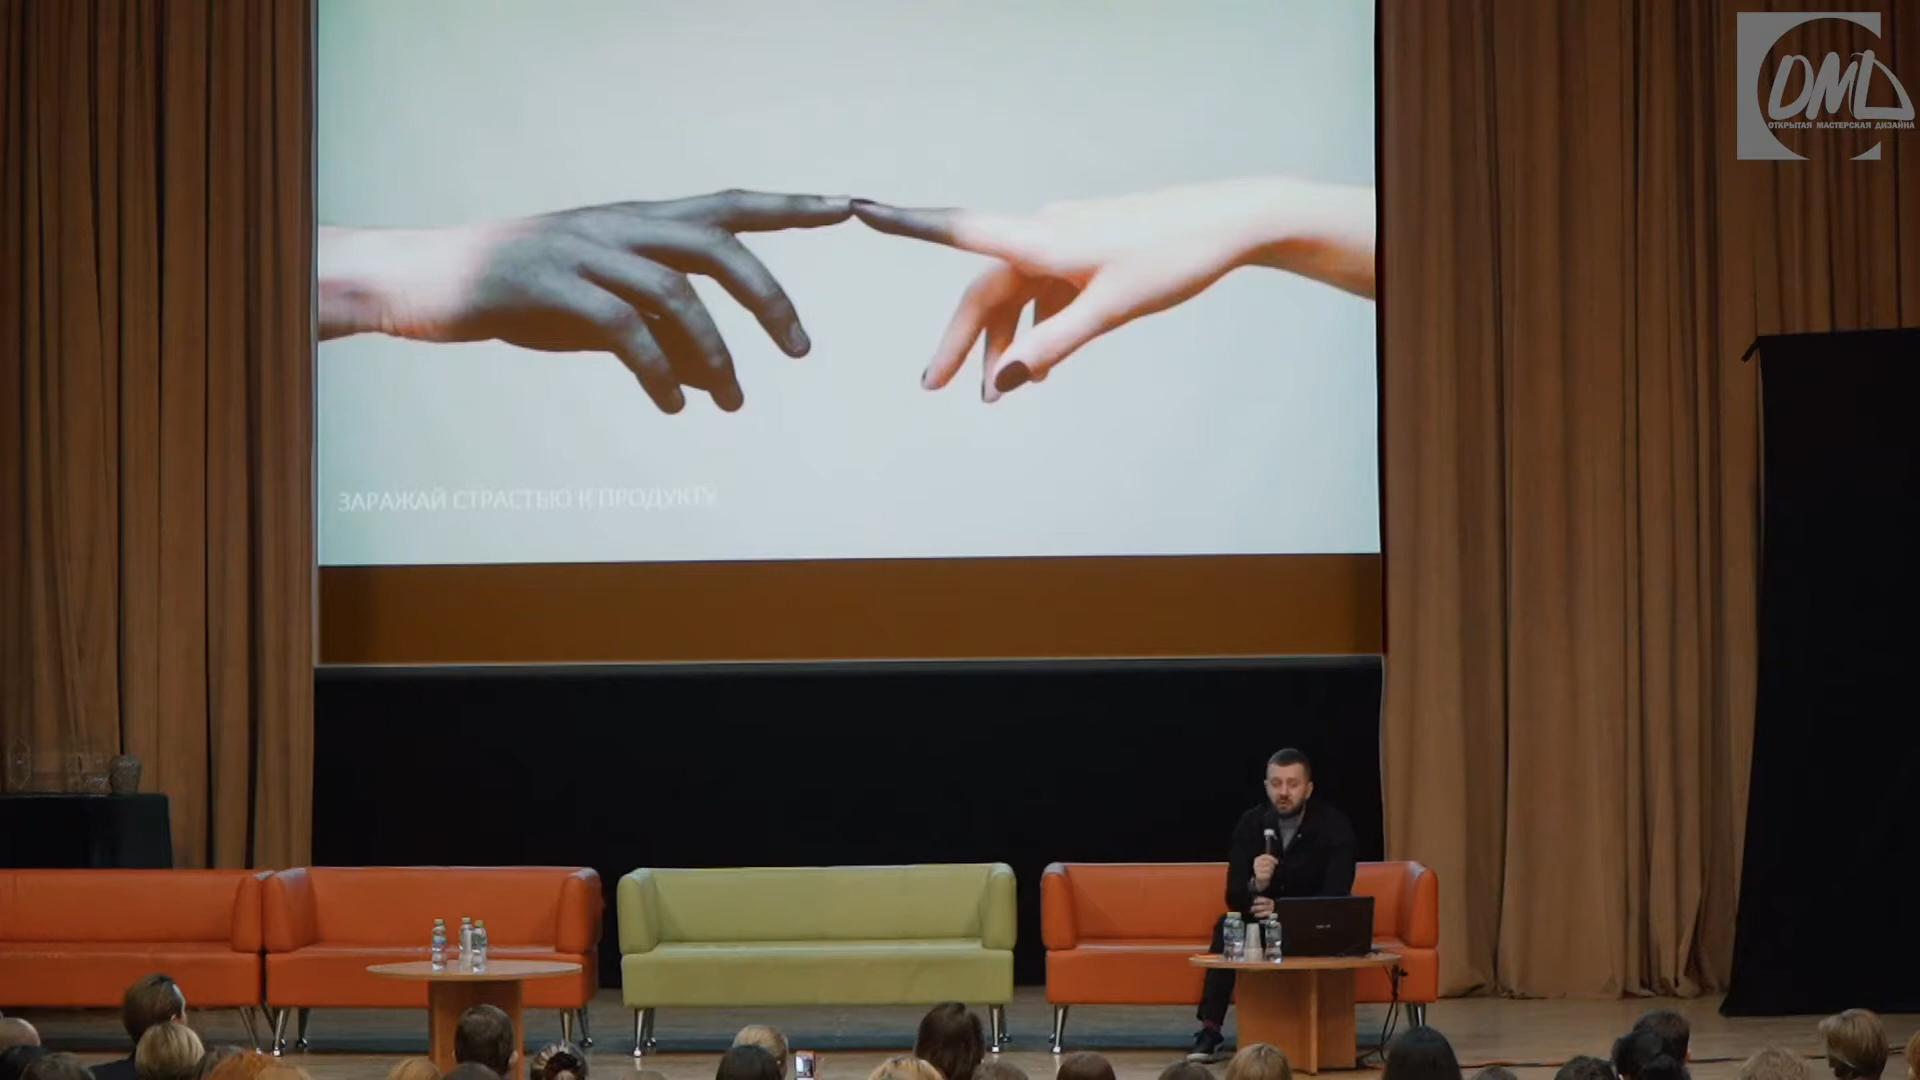 ОМД
ОТКРЫТАЯ МАСТЕРСКАЯ ДИЗАЙНА
ЗАРАЖАЙ СТРАСТЬЮ К ПРОДУКТУ